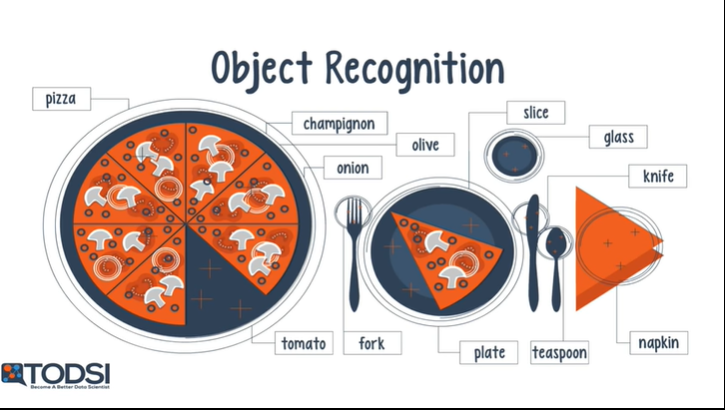 Object Recognition
pizza
champignon
olive
onion
slice
glass
knife
tomato
fork
plate
teaspoon
napkin
TODSI
Become A Better Data Scientist